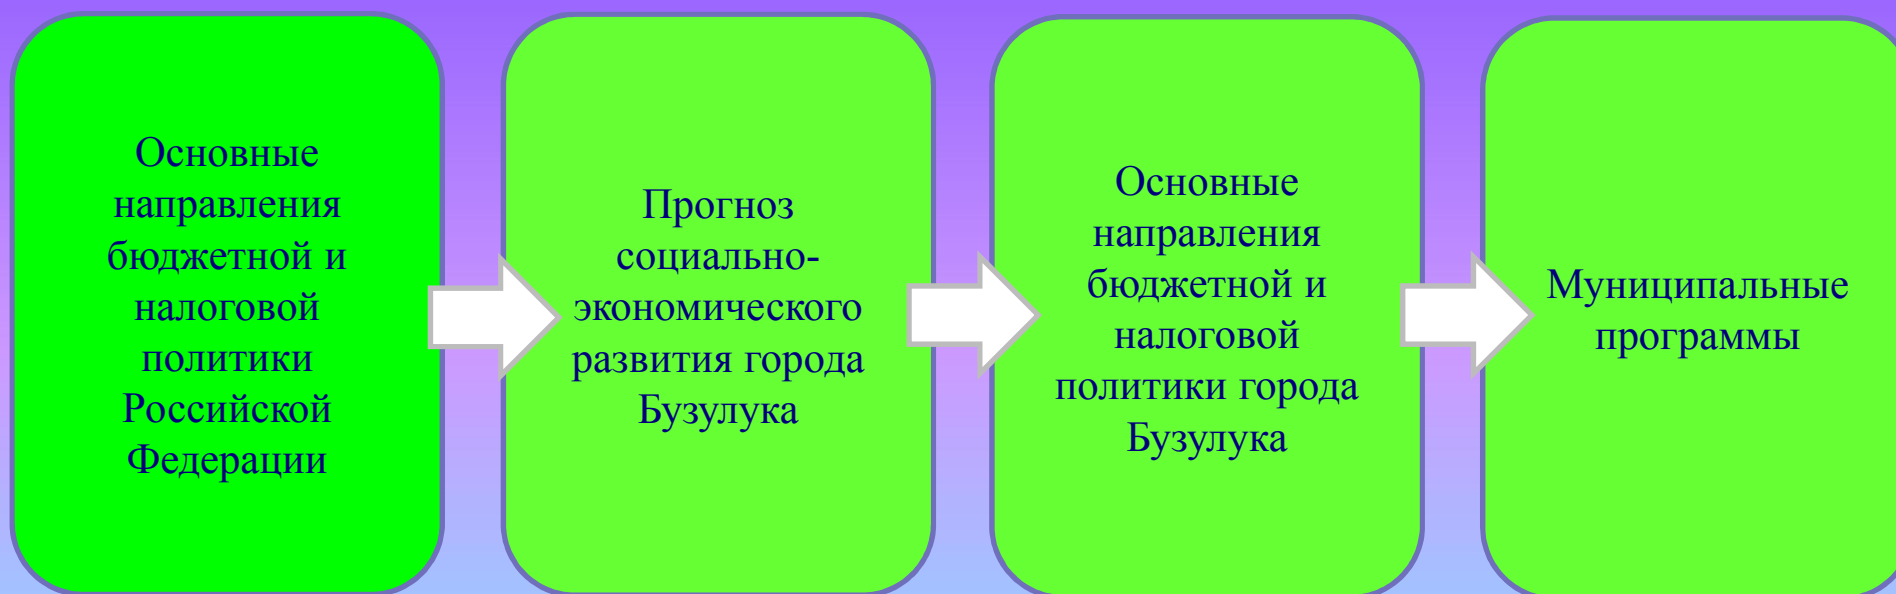 Основные
направления
бюджетной и
налоговой
политики
Российской
Федерации
Прогноз
социально-
экономического
развития города
Бузулука
Основные
направления
бюджетной и
налоговой
политики города
Бузулука
Муниципальные
программы